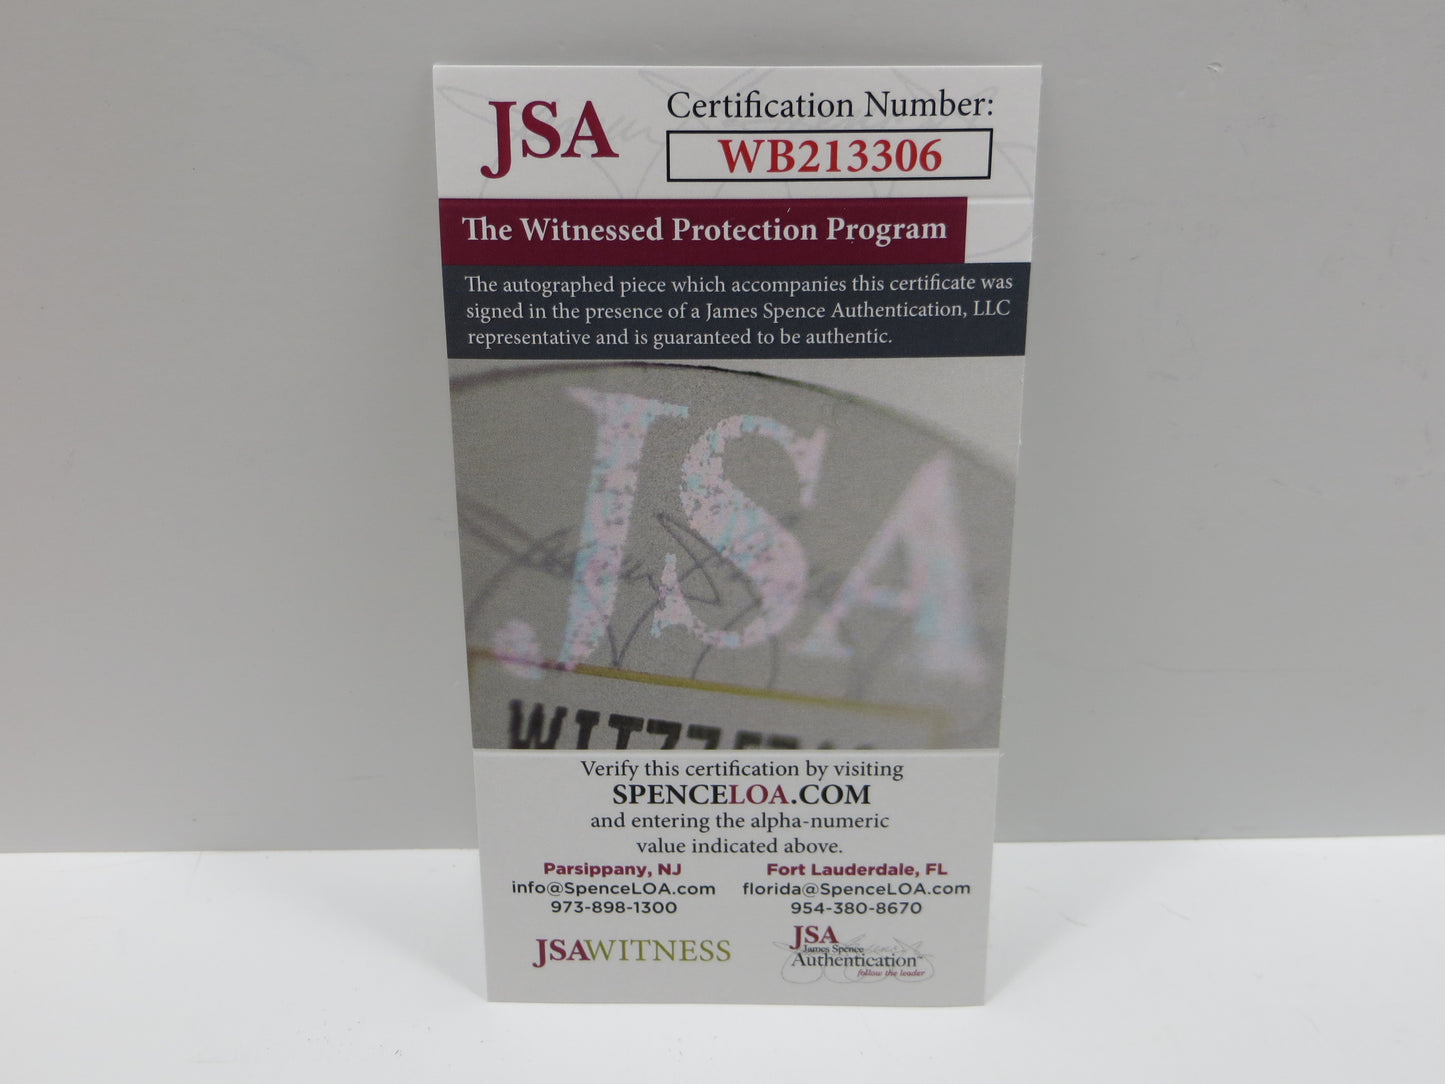 JSA
Certification Number:
WB213306
The Witnessed Protection Program
The autographed piece which accompanies this certificate was
signed in the presence of a James Spence Authentication, LLC
representative and is guaranteed to be authentic.
JSA
Verify this certification by visiting
SPENCELOA.COM
and entering the alpha-numeric
value indicated above.
Parsippany, NJ
info@SpenceLOA.com
973-898-1300
Fort Lauderdale, FL
florida@SpenceLOA.com
954-380-8670
JSAWITNESS
JSA
James Spence
Authentication™
follow the leader